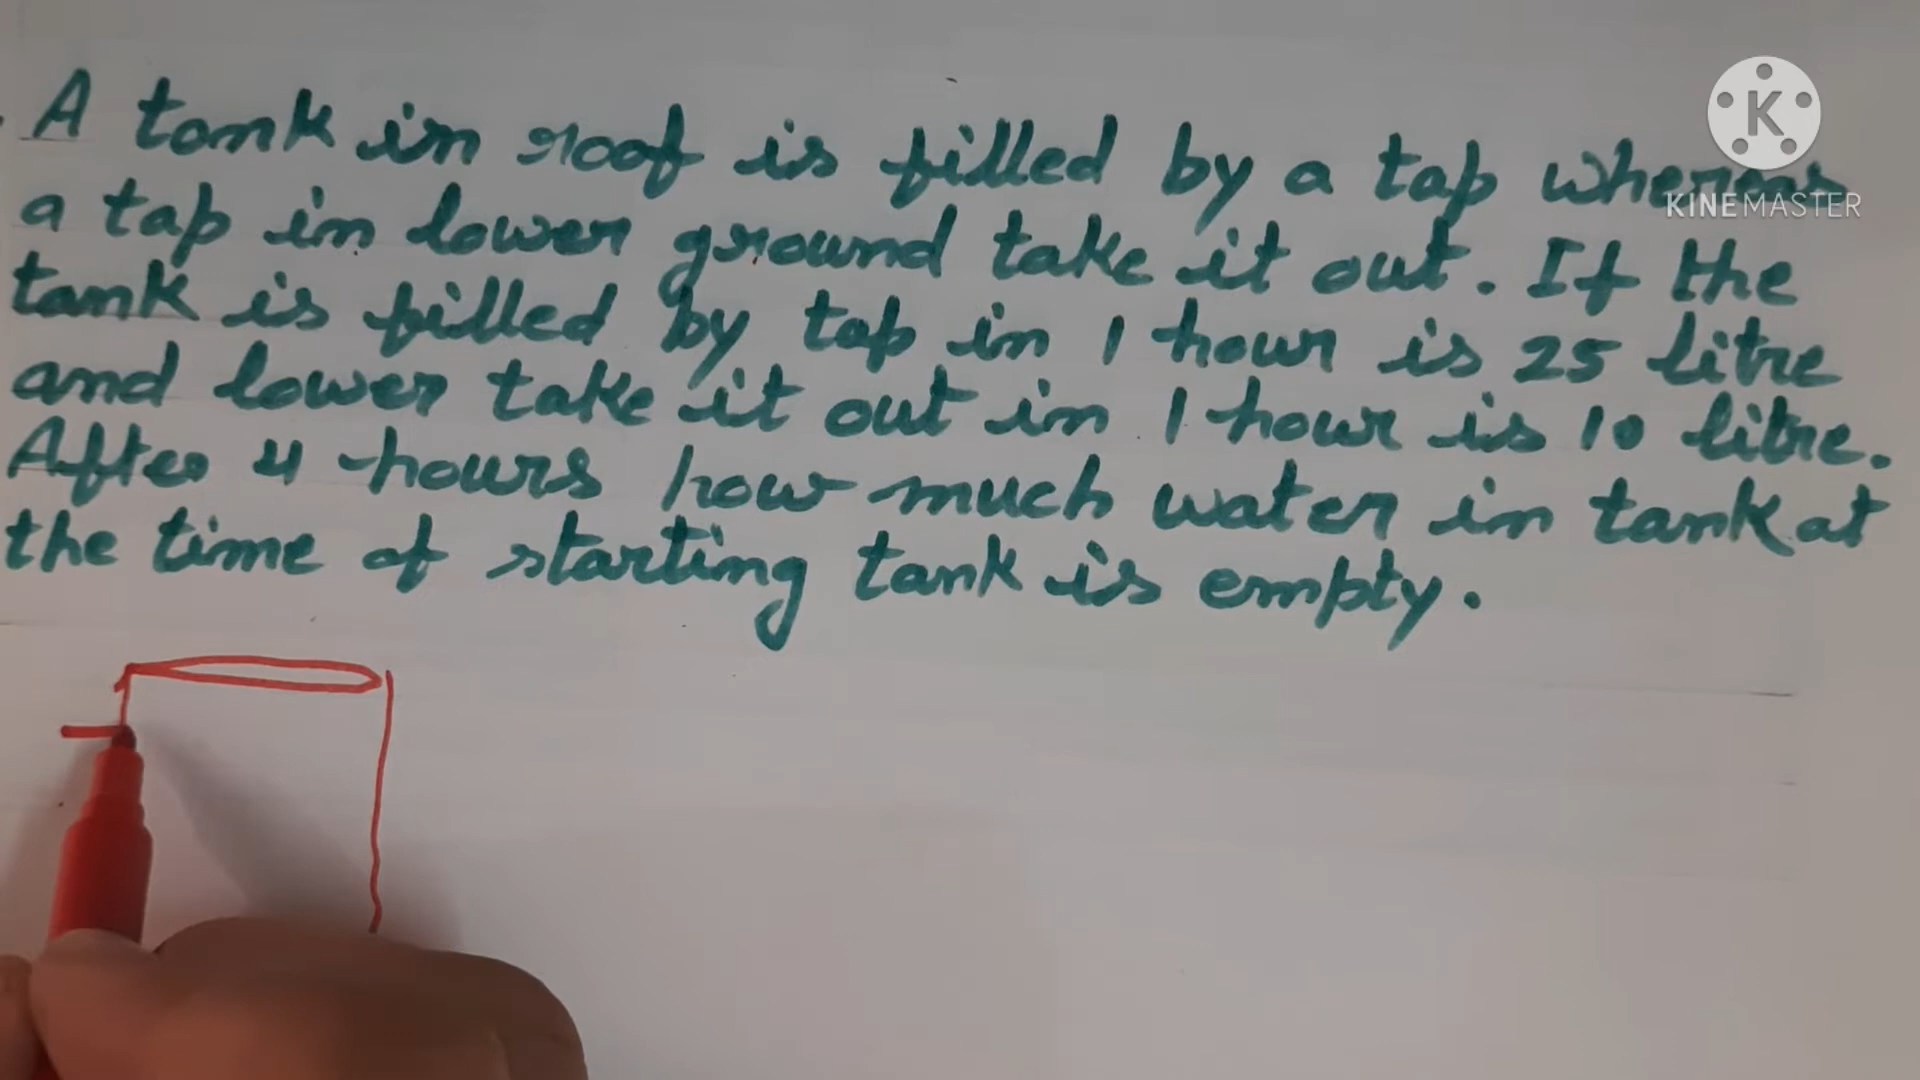 A tank in roof is filled by a tap whereas
a tap in lower ground take it out. If the
tank is filled by tap in 1 hour is 25 litre
and lower take it out in 1 hour is 10 litre.
After 4 hours how much water in tank at
the time of starting tank is empty.
K
KINEMASTER